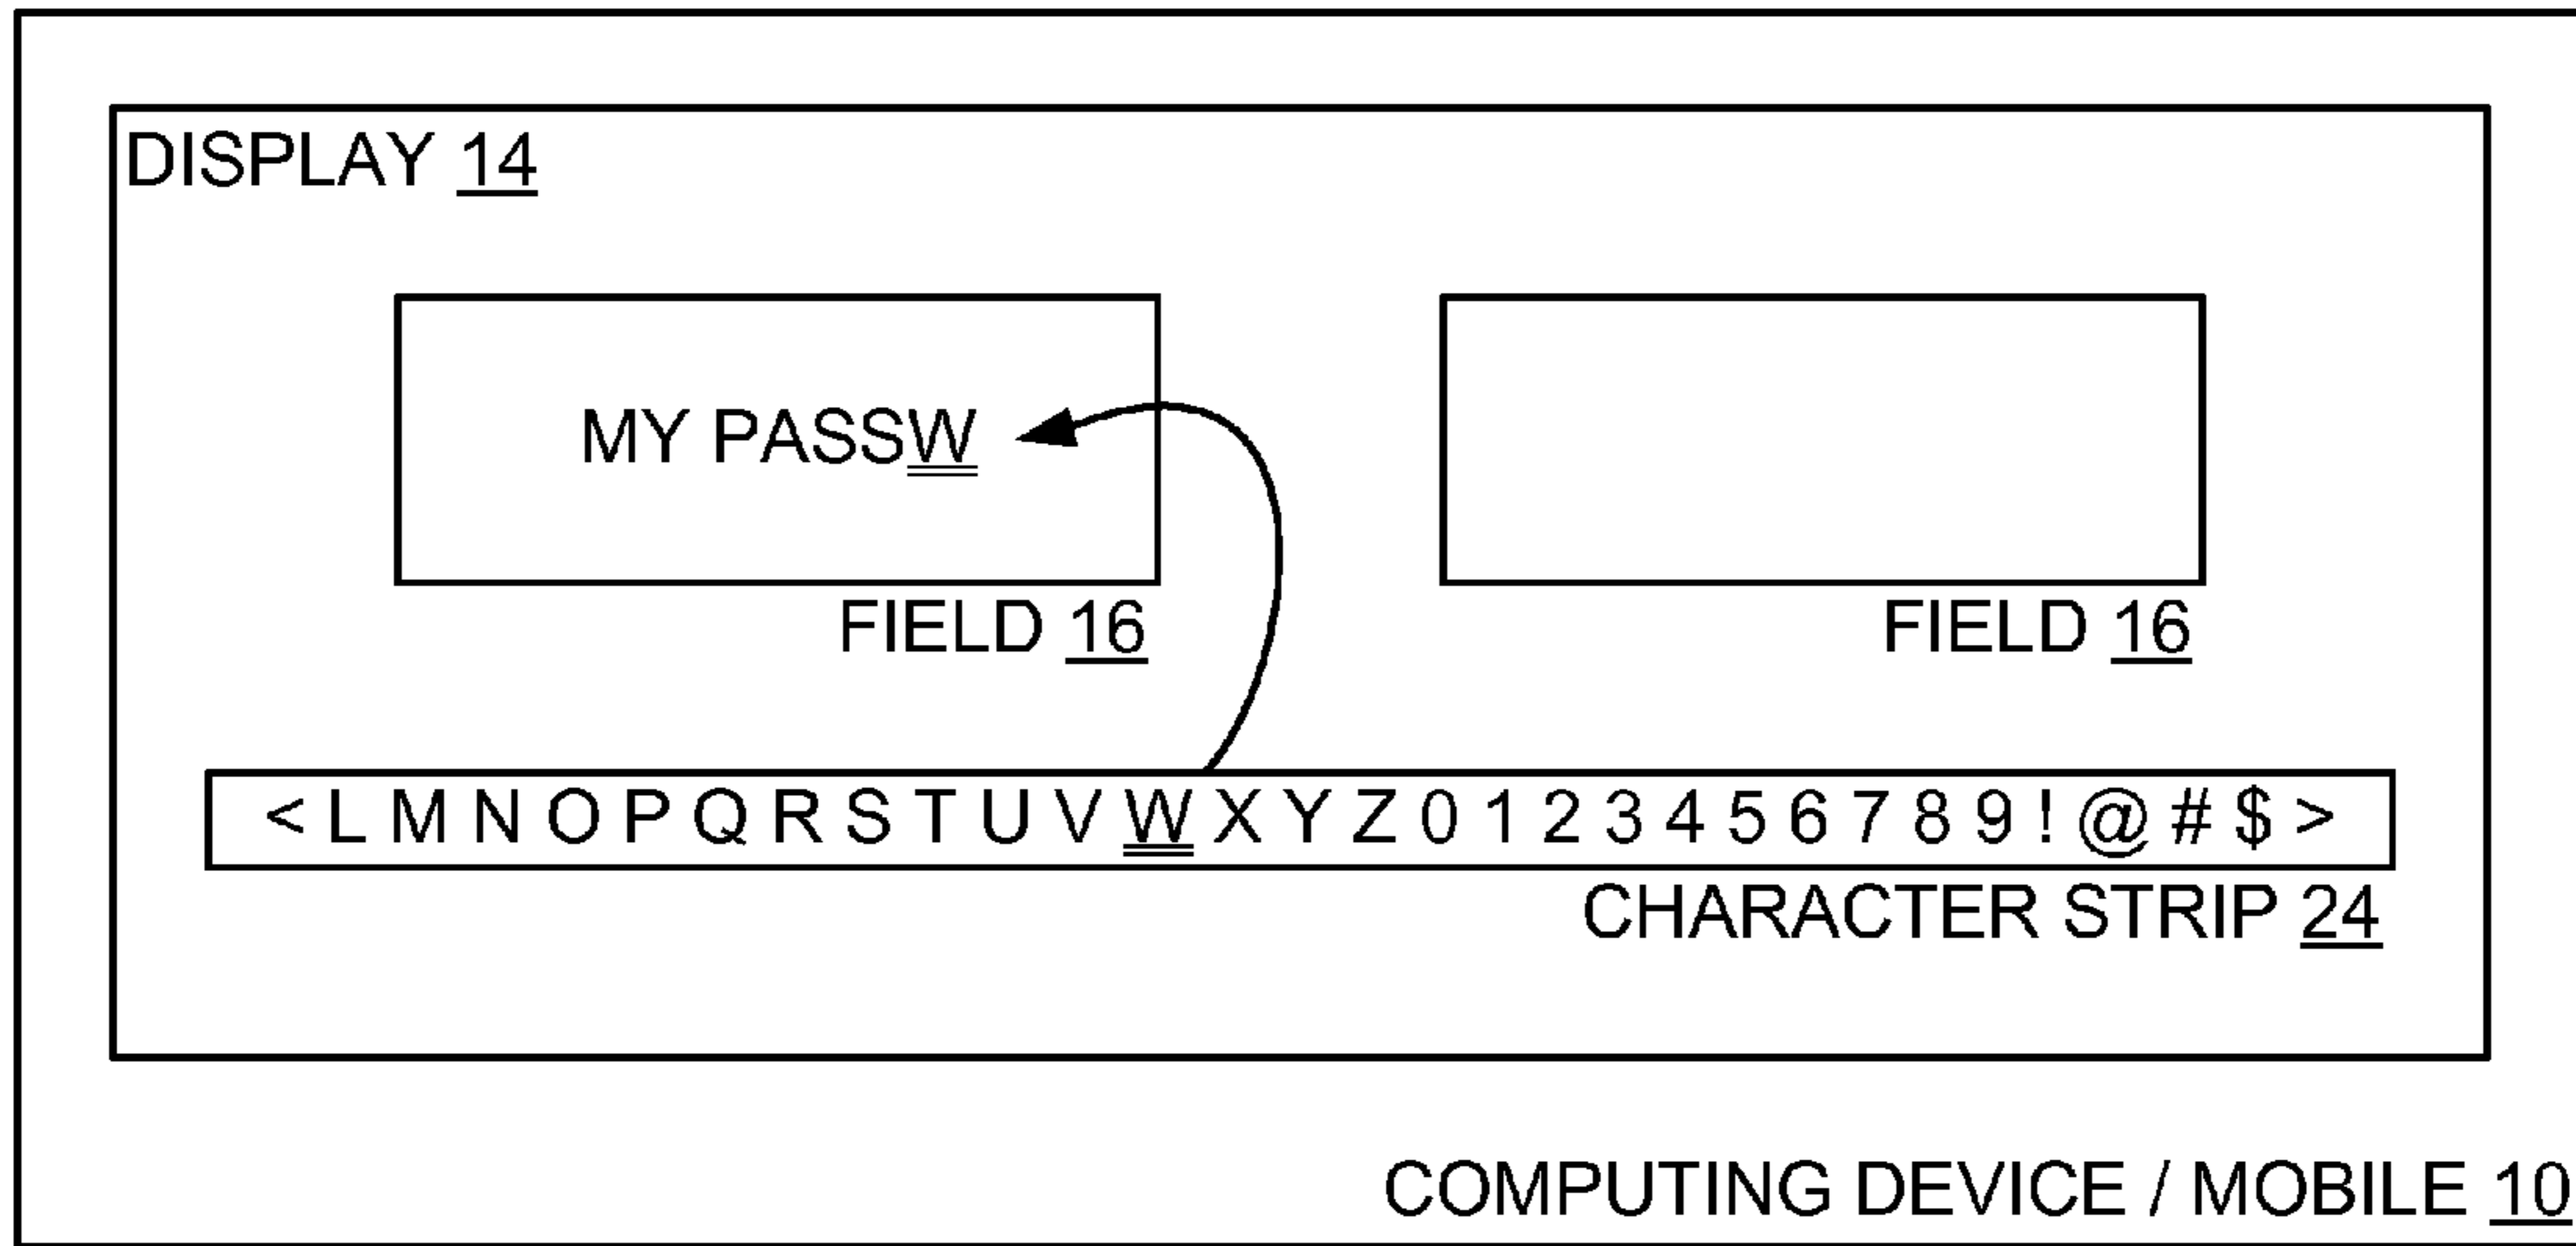 DISPLAY 14
MY PASSW
FIELD 16
FIELD 16
< L M N O P Q R S T U V W X Y Z 0 1 2 3 4 5 6 7 8 9 ! @ # $ >
CHARACTER STRIP 24
COMPUTING DEVICE / MOBILE 10